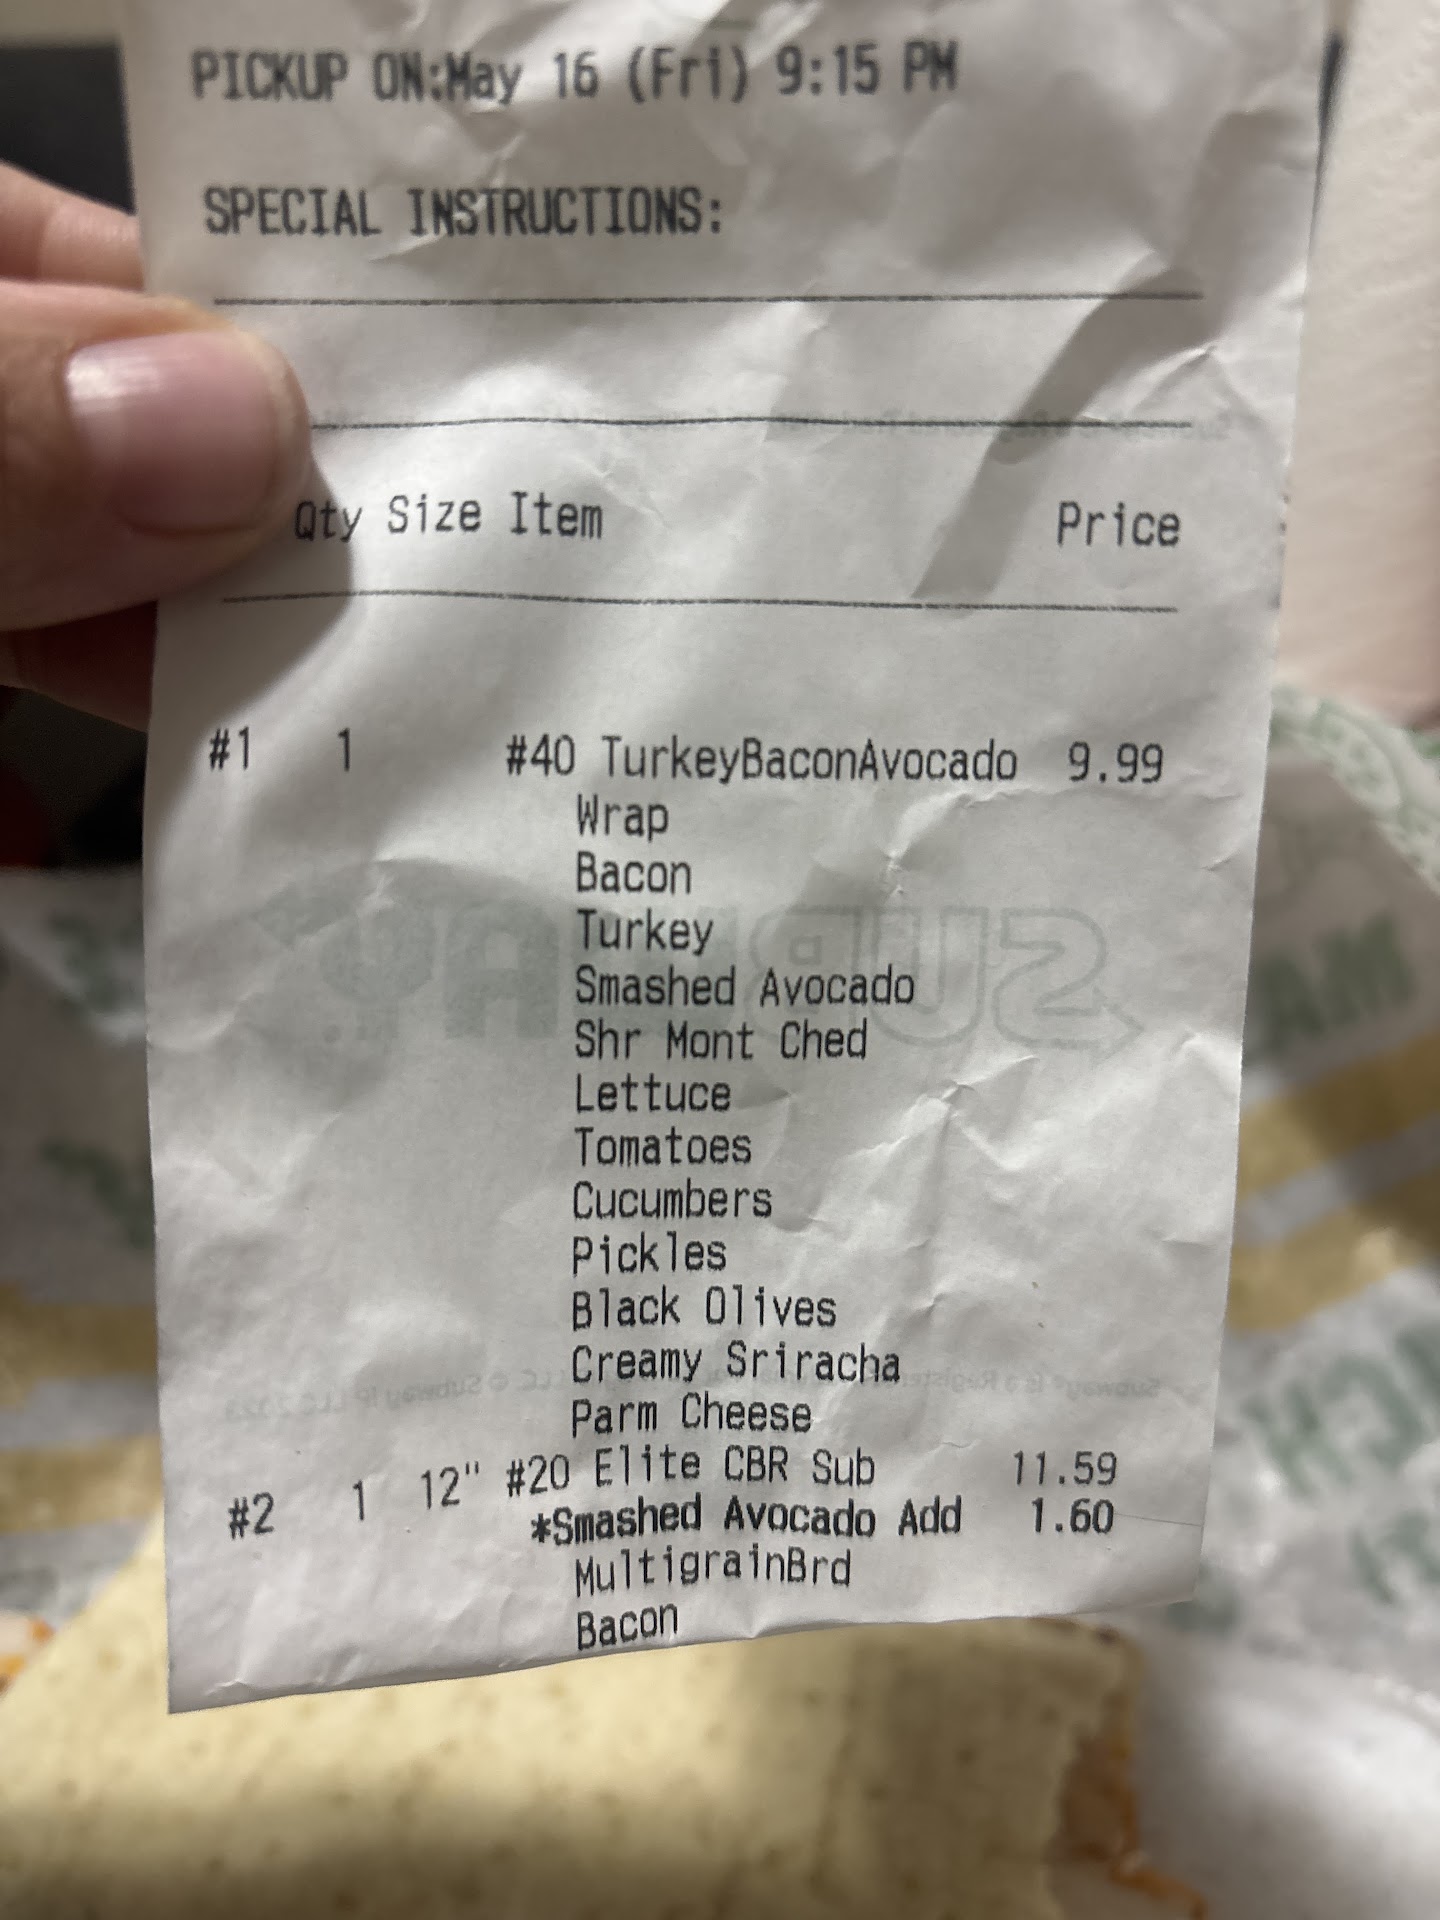 PICKUP ON:May 16 (Fri) 9:15 PM
SPECIAL INSTRUCTIONS:
Qty Size Item Price
#1 1 #40 TurkeyBaconAvocado 9.99
Wrap
Bacon
Turkey
Smashed Avocado
Shr Mont Ched
Lettuce
Tomatoes
Cucumbers
Pickles
Black Olives
Creamy Sriracha
Parm Cheese
#2 1 12" #20 Elite CBR Sub 11.59
*Smashed Avocado Add 1.60
MultigrainBrd
Bacon
SUBWAY